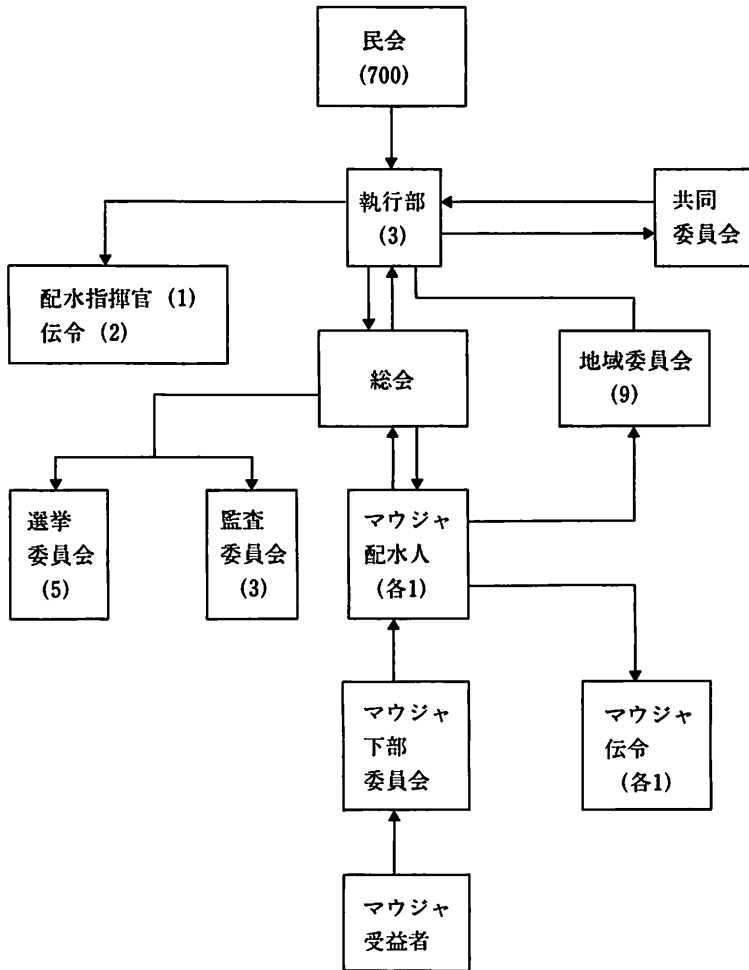 民会
(700)
執行部
(3)
共同
委員会
配水指揮官 (1)
伝令 (2)
総会
地域委員会
(9)
選挙
委員会
(5)
監査
委員会
(3)
マウジャ
配水人
(各1)
マウジャ
下部
委員会
マウジャ
伝令
(各1)
マウジャ
受益者